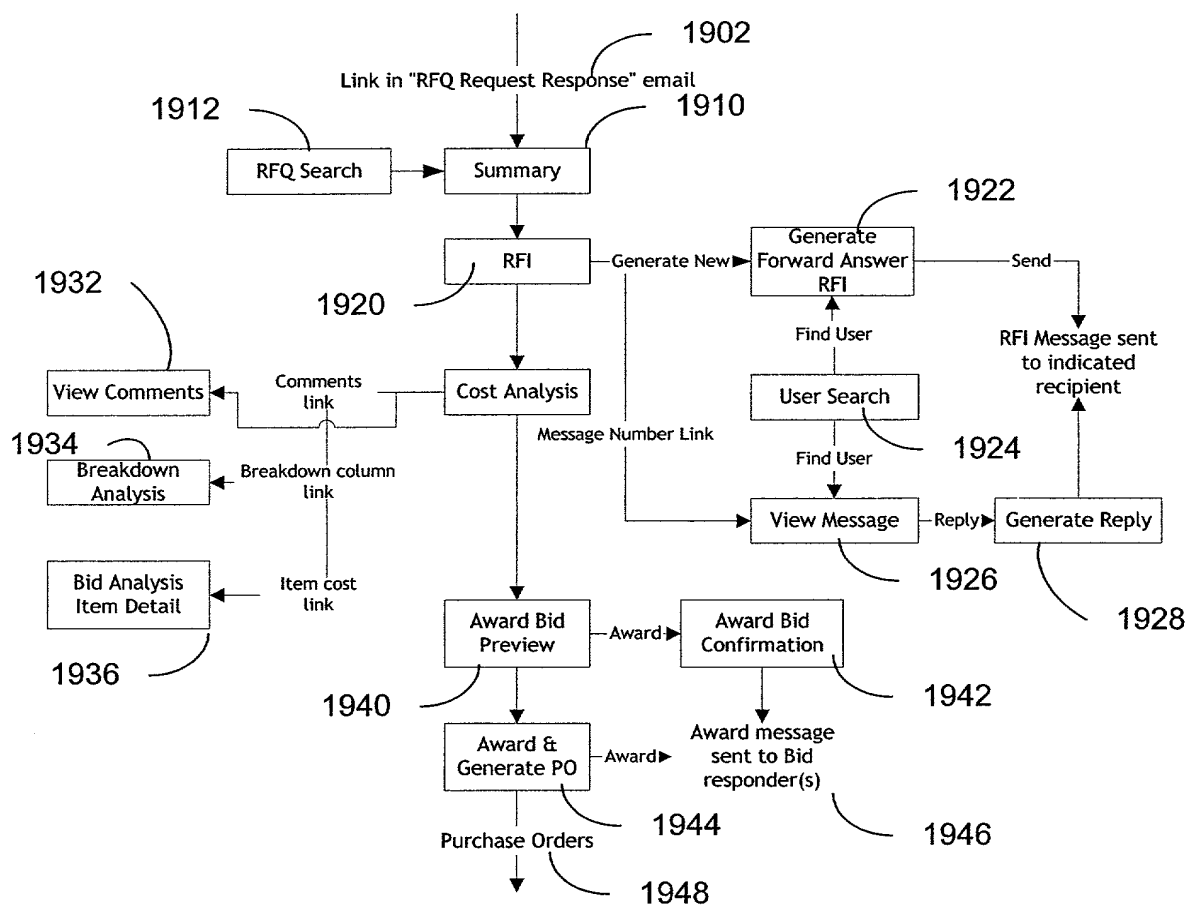 1902
Link in "RFQ Request Response" email
1912
1910
RFQ Search
Summary
1922
Generate
Forward Answer
RFI
RFI
Generate New
Send
1932
1920
Find User
RFI Message sent
to indicated
recipient
View Comments
Comments
link
Cost Analysis
User Search
1934
Message Number Link
1924
Breakdown
Analysis
Breakdown column
link
Find User
View Message
Reply
Generate Reply
Bid Analysis
Item Detail
Item cost
link
1926
1928
Award Bid
Preview
Award
Award Bid
Confirmation
1936
1940
1942
Award &
Generate PO
Award
Award message
sent to Bid
responder(s)
1944
1946
Purchase Orders
1948